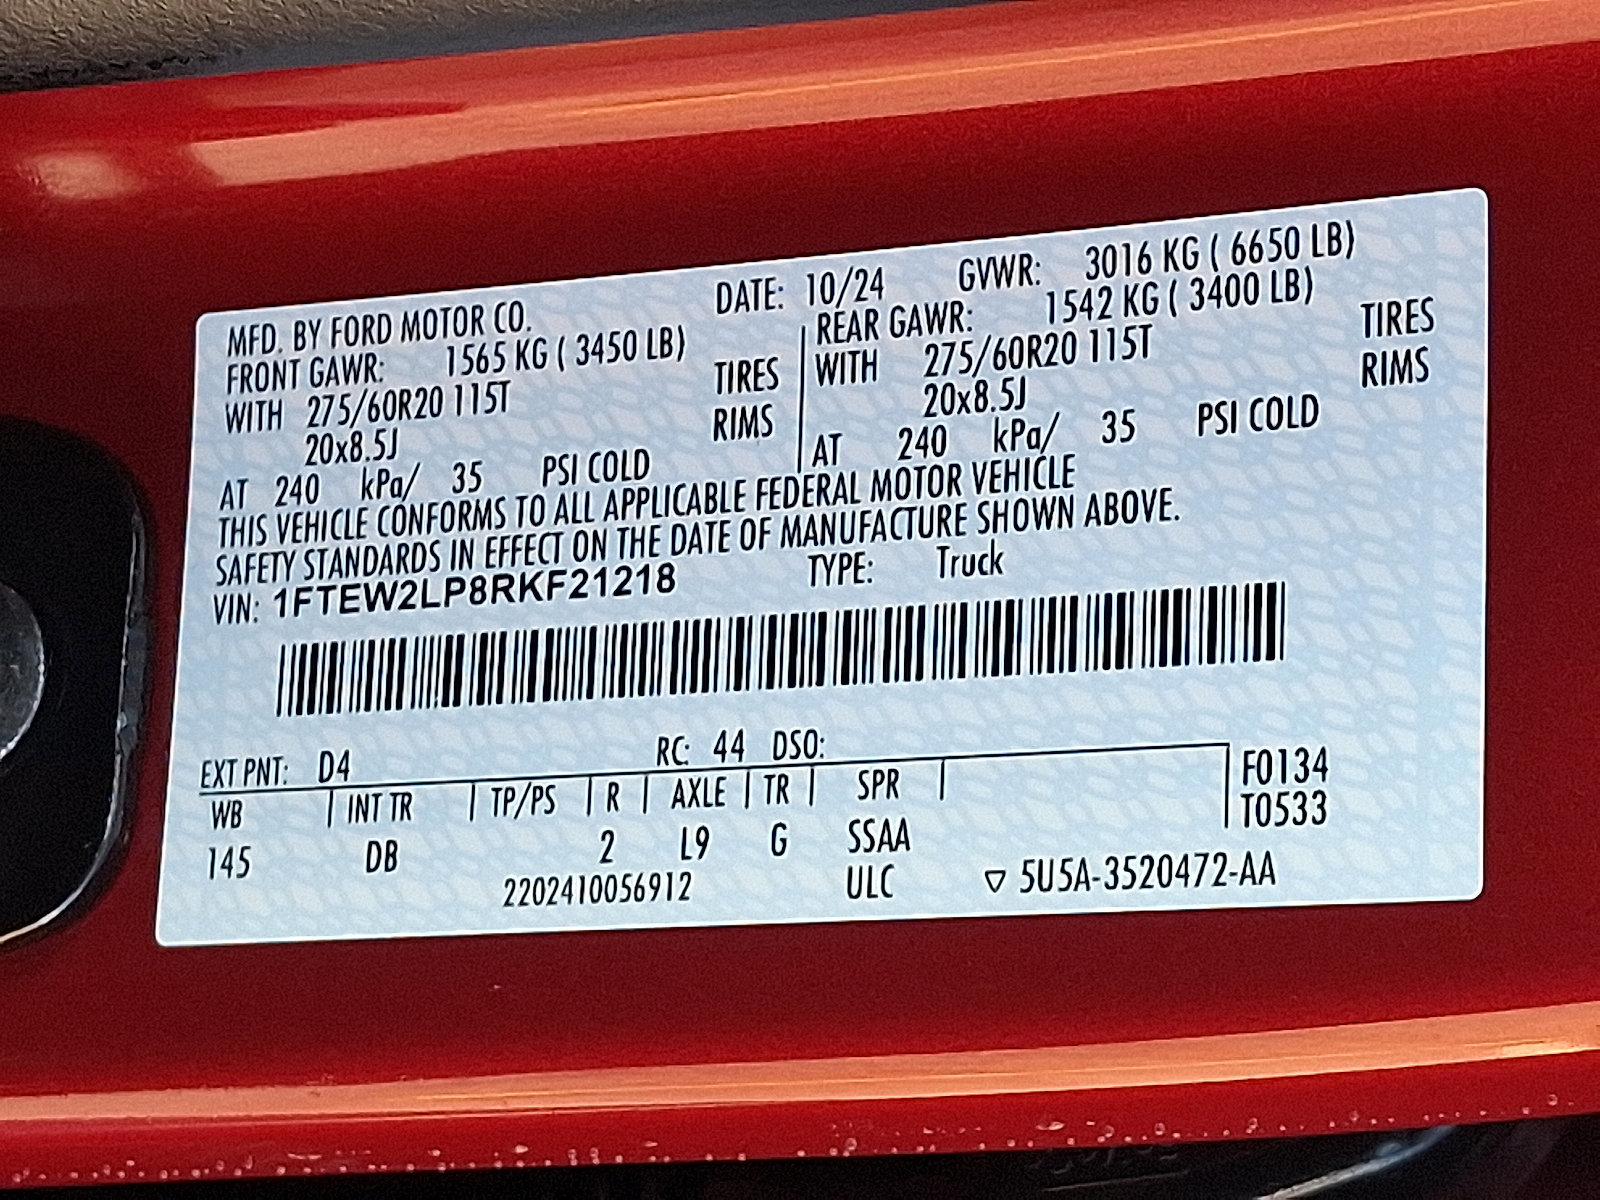 MFD. BY FORD MOTOR CO. DATE: 10/24 GVWR: 3016 KG ( 6650 LB)
FRONT GAWR: 1565 KG ( 3450 LB)
WITH 275/60R20 115T TIRES
20x8.5J RIMS
AT 240 kPa/ 35 PSI COLD
REAR GAWR: 1542 KG ( 3400 LB)
WITH 275/60R20 115T TIRES
20x8.5J RIMS
AT 240 kPa/ 35 PSI COLD
THIS VEHICLE CONFORMS TO ALL APPLICABLE FEDERAL MOTOR VEHICLE
SAFETY STANDARDS IN EFFECT ON THE DATE OF MANUFACTURE SHOWN ABOVE.
VIN: 1FTEW2LP8RKF21218 TYPE: Truck
EXT PNT: D4 RC: 44 DSO:
WB INT TR TP/PS R AXLE TR SPR F0134
T0533
145 DB 2 L9 G SSAA
2202410056912 ULC ▽ 5U5A-3520472-AA